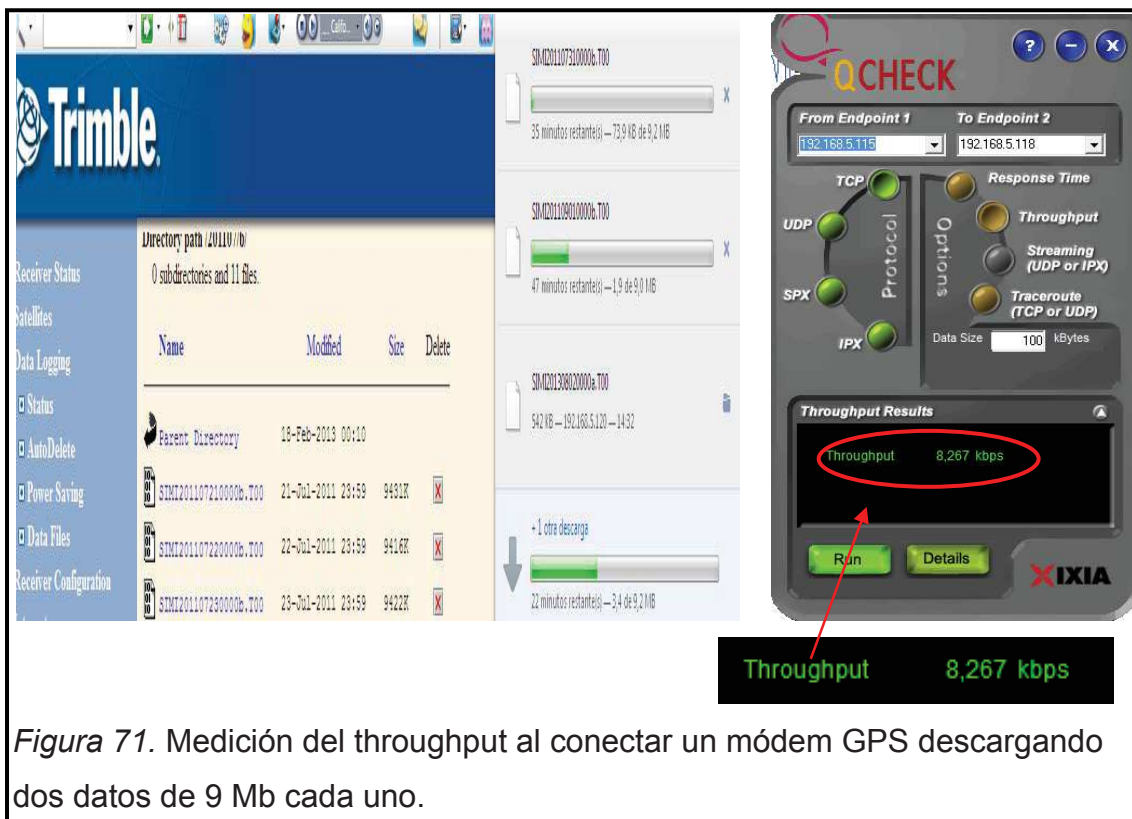 Calfo...
Trimble.
Receiver Status
Satellites
Data Logging
Status
AutoDelete
Power Saving
Data Files
Receiver Configuration
0 subdirectories and 11 files.
Name Modified Size Delete
Parent Directory 18-Feb-2013 00:10
SIMI201107210000b.T00 21-Jul-2011 23:59 9431K X
SIMI201107220000b.T00 22-Jul-2011 23:59 9416K X
SIMI201107230000b.T00 23-Jul-2011 23:59 9422K X
SIMI201107310000b.T00
35 minutos restante(s) — 73,9 KB de 9,2 MB
SIMI201109010000b.T00
47 minutos restante(s) — 1,9 de 9,0 MB
SIMI201308020000a.T00
542 KB — 192.168.5.120 — 14:32
+ 1 otra descarga
22 minutos restante(s) — 3,4 de 9,2 MB
QCHECK
From Endpoint 1 To Endpoint 2
192.168.5.115 192.168.5.118
TCP
UDP
SPX
IPX
Protocol
Options
Response Time
Throughput
Streaming
(UDP or IPX)
Traceroute
(TCP or UDP)
Data Size 100 kBytes
Throughput Results
Throughput 8,267 kbps
Run Details
IXIA
Throughput 8,267 kbps
Figura 71. Medición del throughput al conectar un módem GPS descargando
dos datos de 9 Mb cada uno.